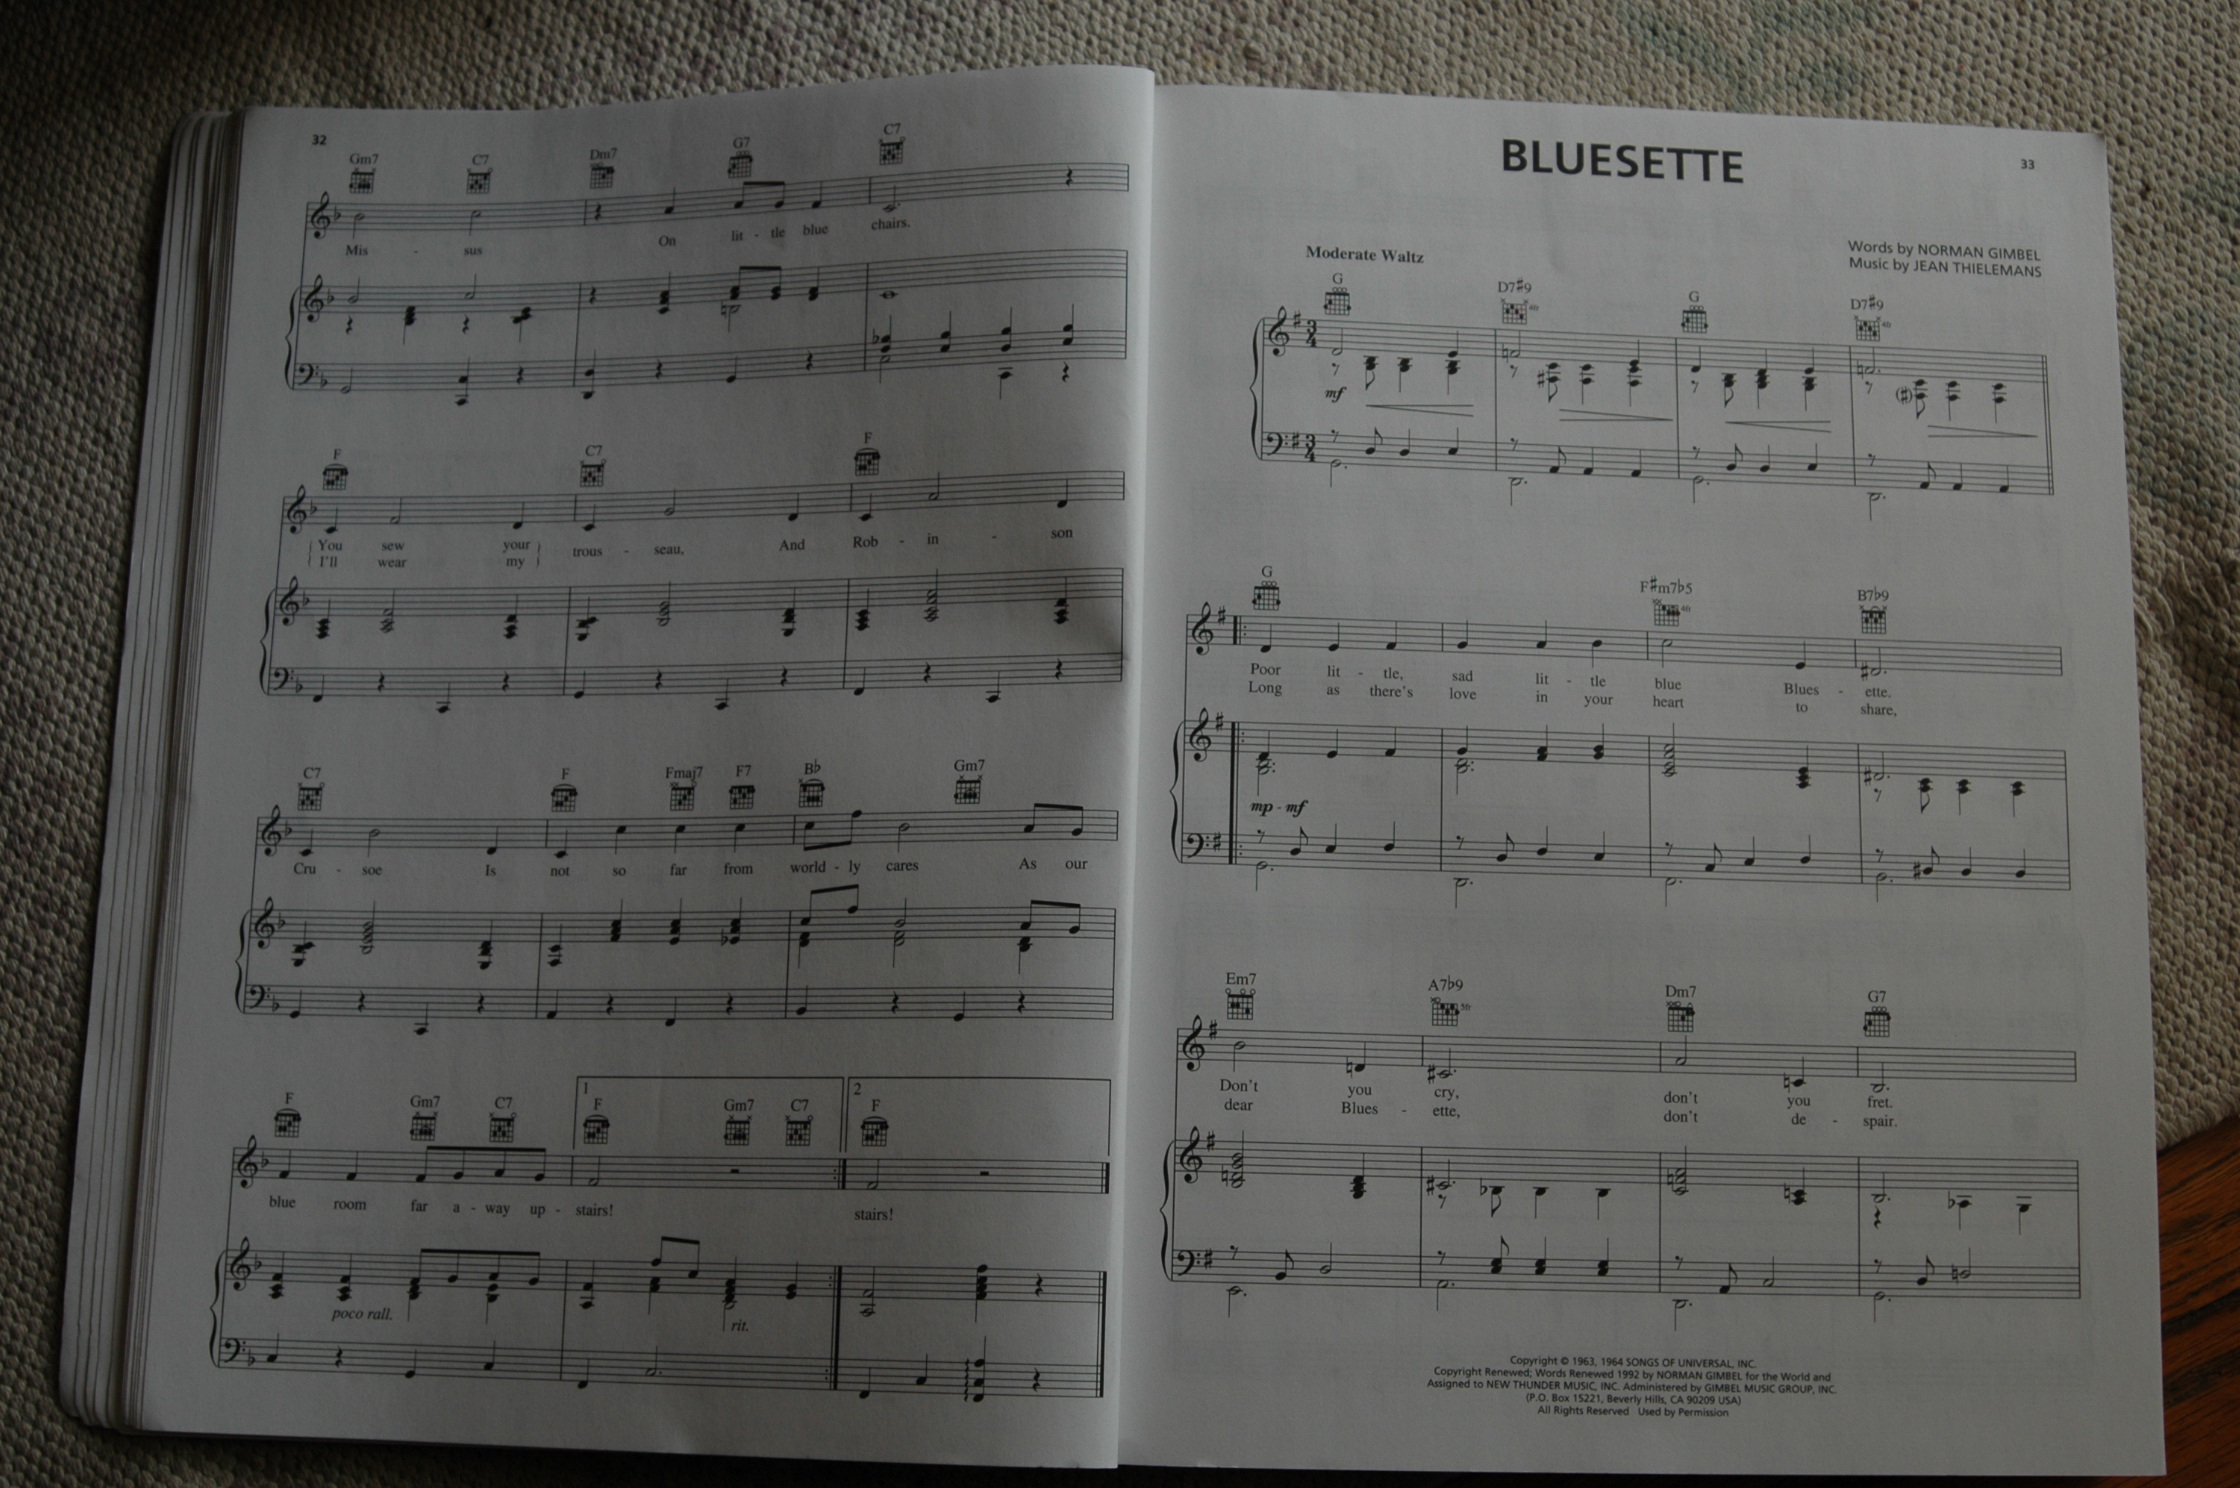 32
Gm7 C7 Dm7 G7 C7
Mis - sus On lit - tle blue chairs.
F C7 F
You sew your trous - seau, And Rob - in - son
I'll wear my
C7 F Fmaj7 F7 B♭ Gm7
Cru - soe Is not so far from world - ly cares As our
1 2
F Gm7 C7 F Gm7 C7 F
blue room far a - way up - stairs! stairs!
poco rall. rit.
BLUESETTE
33
Words by NORMAN GIMBEL
Music by JEAN THIELEMANS
Moderate Waltz
G D7♯9 G D7♯9
4fr 4fr
3 4
mf
3 4
G F♯m7♭5 B7♭9
4fr
Poor lit - tle, sad lit - tle blue Blues - ette.
Long as there's love in your heart to share,
mp - mf
Em7 A7♭9 Dm7 G7
5fr
Don't you cry, don't you fret.
dear Blues - ette, don't de - spair.
Copyright © 1963, 1964 SONGS OF UNIVERSAL, INC.
Copyright Renewed; Words Renewed 1992 by NORMAN GIMBEL for the World and
Assigned to NEW THUNDER MUSIC, INC. Administered by GIMBEL MUSIC GROUP, INC.
(P.O. Box 15221, Beverly Hills, CA 90209 USA)
All Rights Reserved Used by Permission